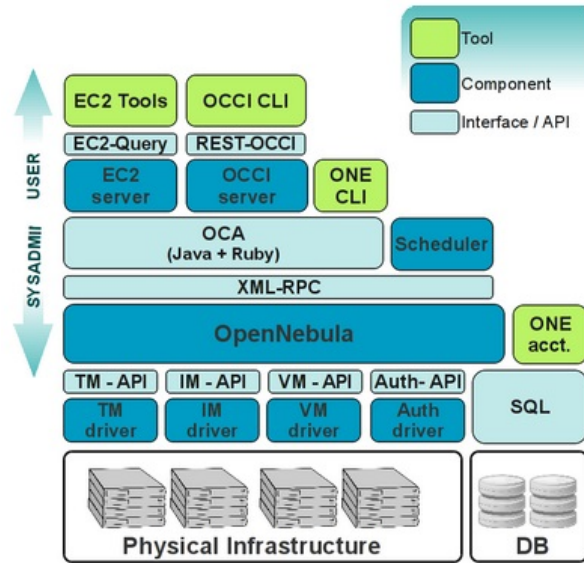 Tool
Component
Interface / API
USER
SYSADMII
EC2 Tools
OCCI CLI
EC2-Query
REST-OCCI
EC2
server
OCCI
server
ONE
CLI
OCA
(Java + Ruby)
Scheduler
XML-RPC
OpenNebula
ONE
acct.
TM - API
IM - API
VM - API
Auth- API
TM
driver
IM
driver
VM
driver
Auth
driver
SQL
Physical Infrastructure
DB